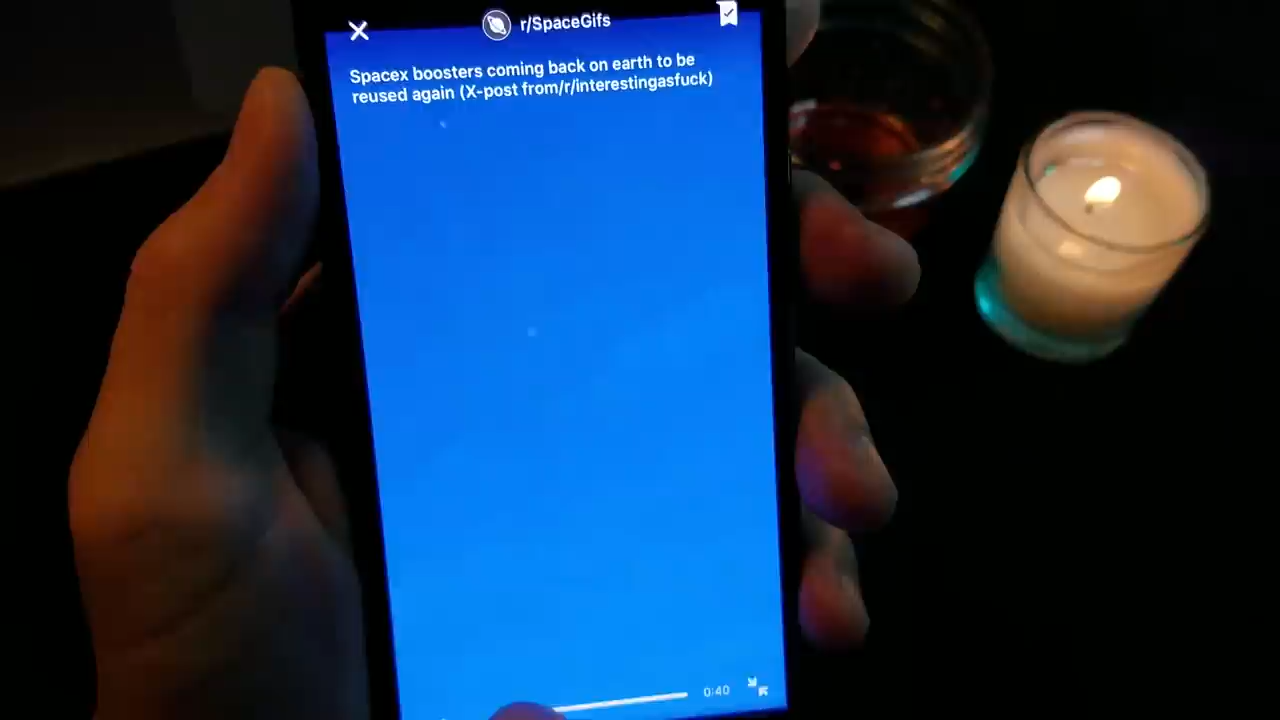 r/SpaceGifs
Spacex boosters coming back on earth to be
reused again (X-post from/r/interestingasfuck)
0:40